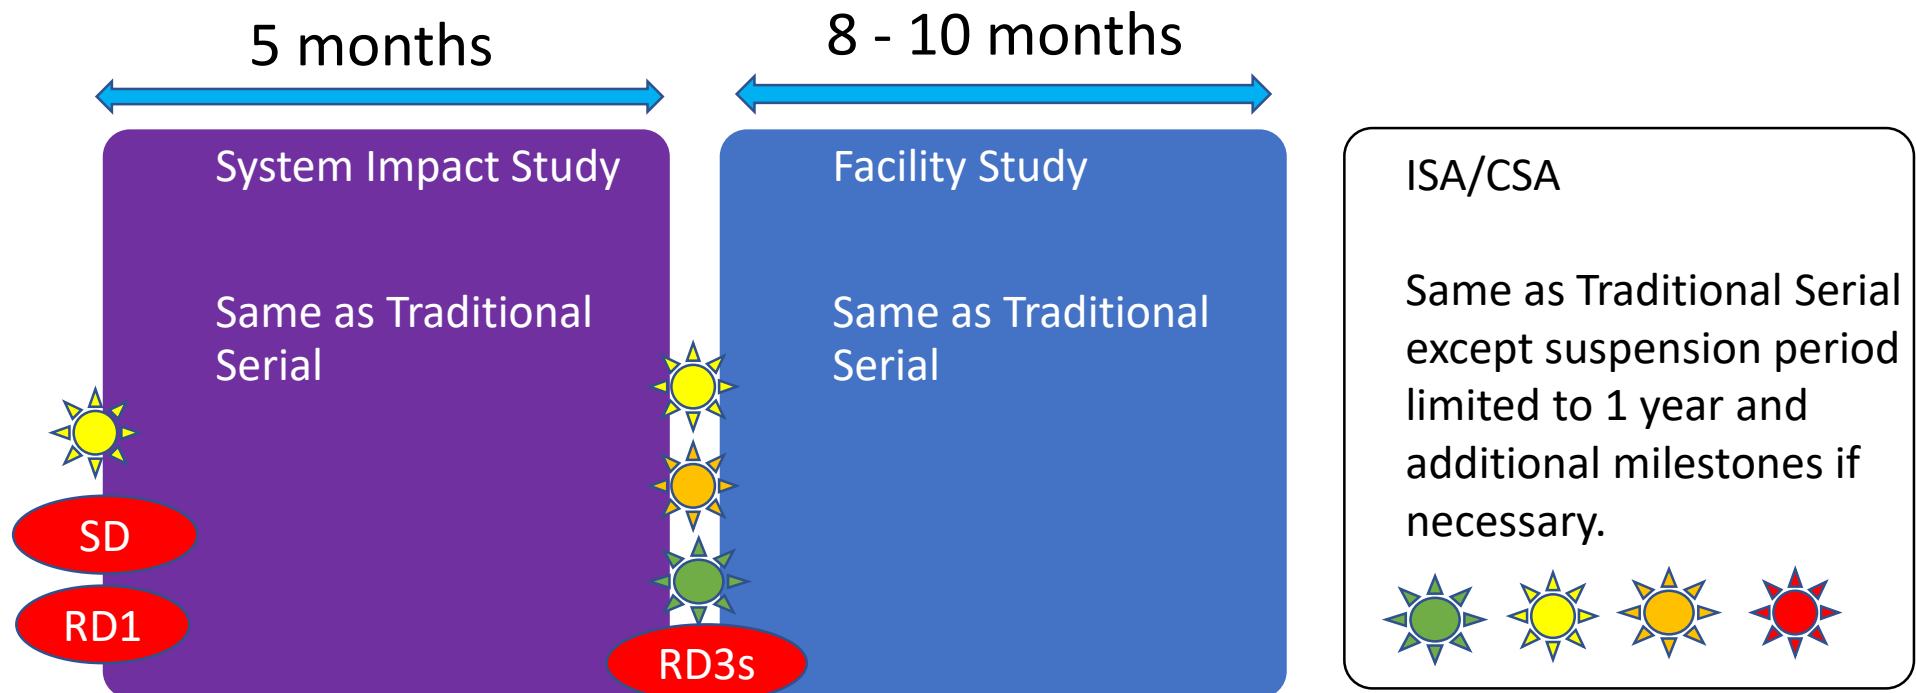 5 months
8 - 10 months
System Impact Study
Same as Traditional
Serial
SD
RD1
Facility Study
Same as Traditional
Serial
RD3s
ISA/CSA
Same as Traditional Serial
except suspension period
limited to 1 year and
additional milestones if
necessary.